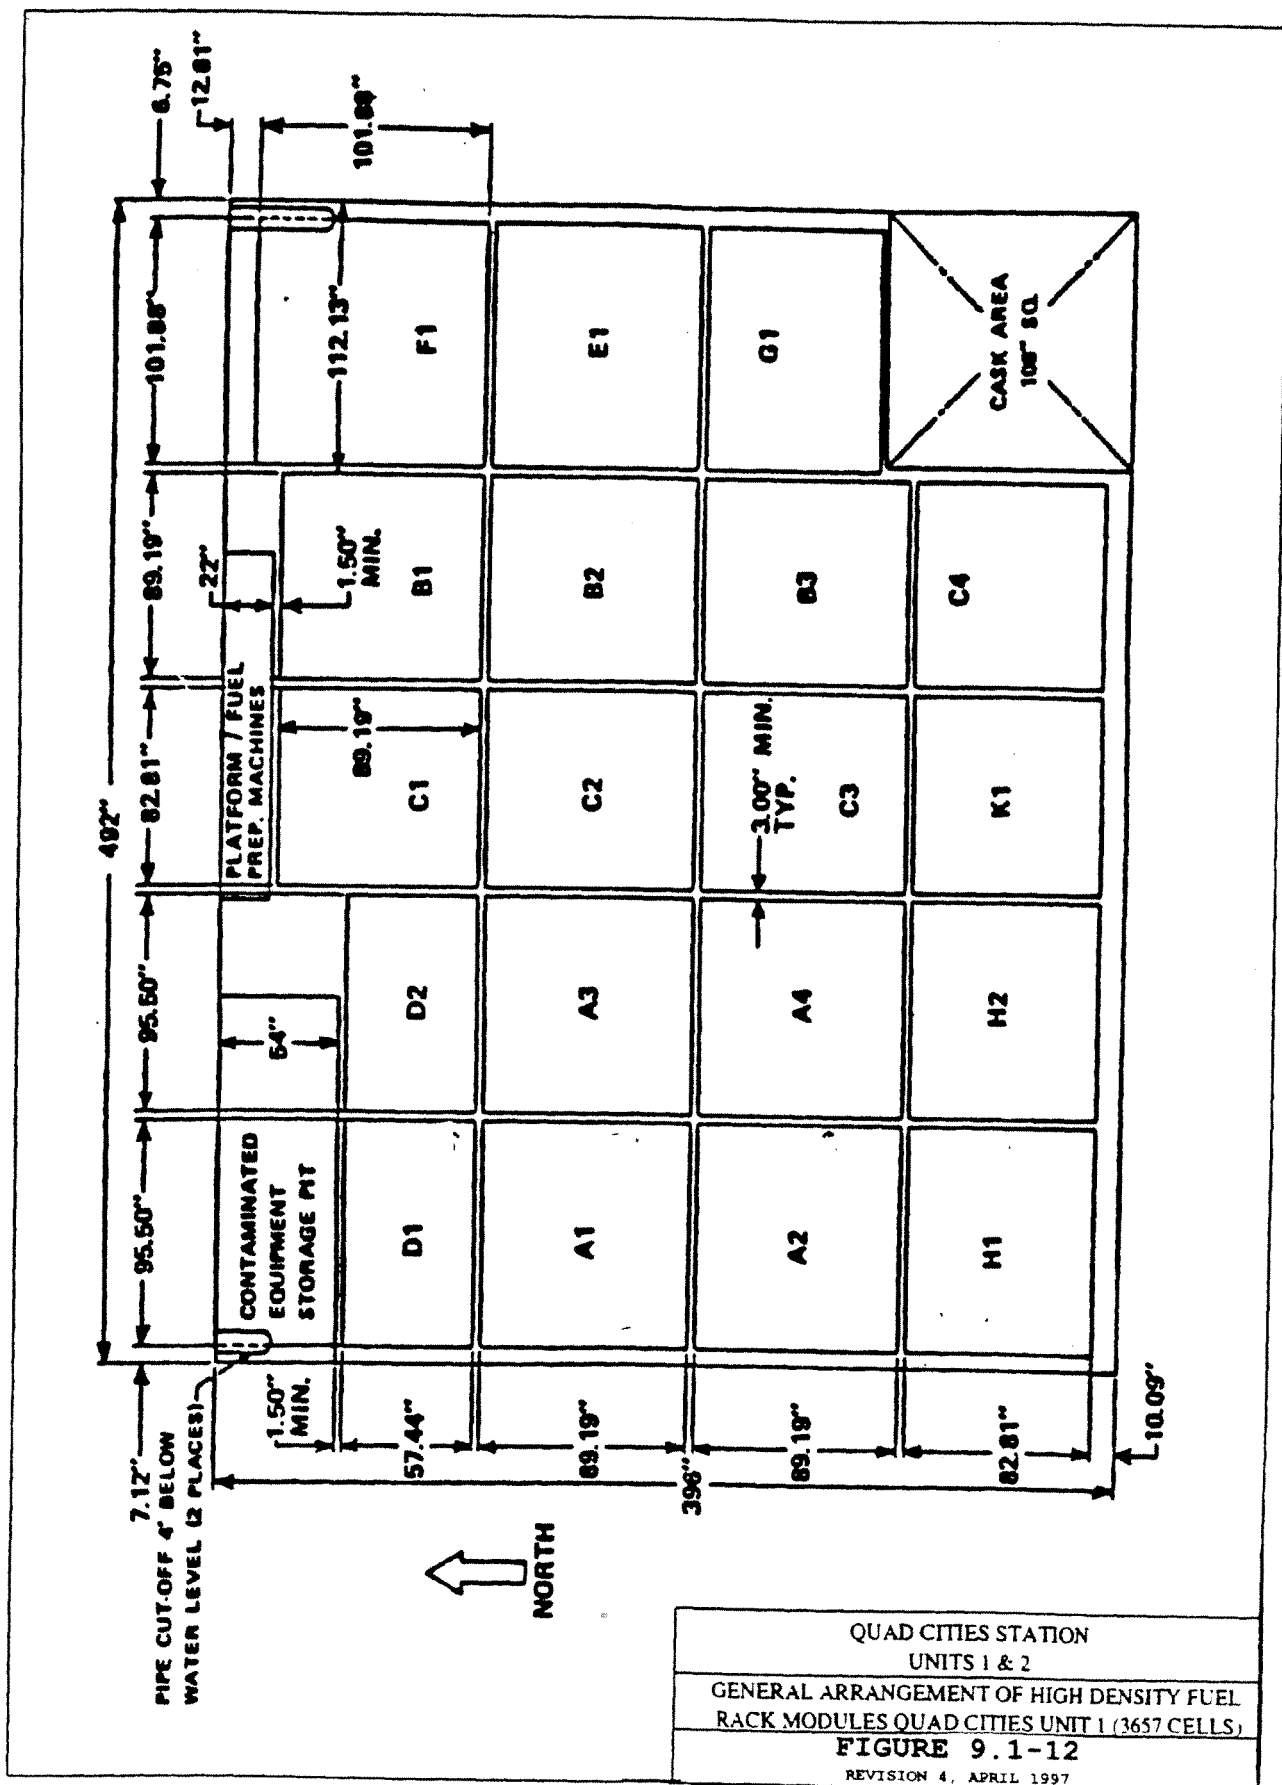 492"
7.12"
95.50"
95.50"
82.81"
89.19"
101.88"
6.75"
PIPE CUT-OFF 4' BELOW
WATER LEVEL (2 PLACES)
12.81"
CONTAMINATED
EQUIPMENT
STORAGE PIT
54"
PLATFORM / FUEL
PREP. MACHINES
22"
1.50"
MIN.
1.50"
MIN.
112.13"
101.88"
89.19"
57.44"
D1
D2
C1
B1
F1
NORTH
89.19"
A1
A3
C2
B2
E1
396"
3.00" MIN.
TYP.
89.19"
A2
A4
C3
B3
G1
82.81"
H1
H2
K1
C4
CASK AREA
108" SQ.
10.09"
QUAD CITIES STATION
UNITS 1 & 2
GENERAL ARRANGEMENT OF HIGH DENSITY FUEL
RACK MODULES QUAD CITIES UNIT 1 (3657 CELLS)
FIGURE 9.1-12
REVISION 4, APRIL 1997